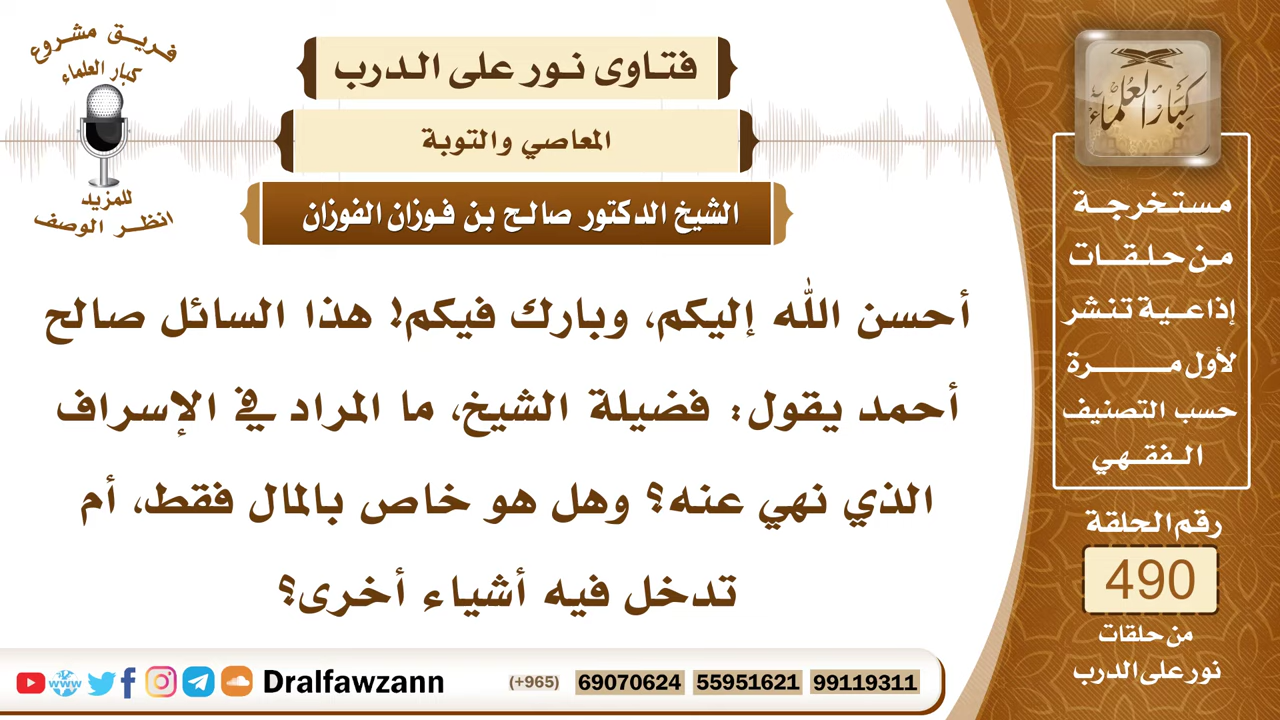 فريق مشروع
كبار العلماء
للمزيد
انظر الوصف
فتاوى نور على الدرب
المعاصي والتوبة
الشيخ الدكتور صالح بن فوزان الفوزان
أحسن الله إليكم، وبارك فيكم! هذا السائل صالح
أحمد يقول: فضيلة الشيخ، ما المراد في الإسراف
الذي نهي عنه؟ وهل هو خاص بالمال فقط، أم
تدخل فيه أشياء أخرى؟
كبار العلماء
مستخرجة
من حلقات
إذاعية تنشر
لأول مرة
حسب التصنيف
الفقهي
رقم الحلقة
490
من حلقات
نور على الدرب
www
Dralfawzann
(+965) 69070624 55951621 99119311